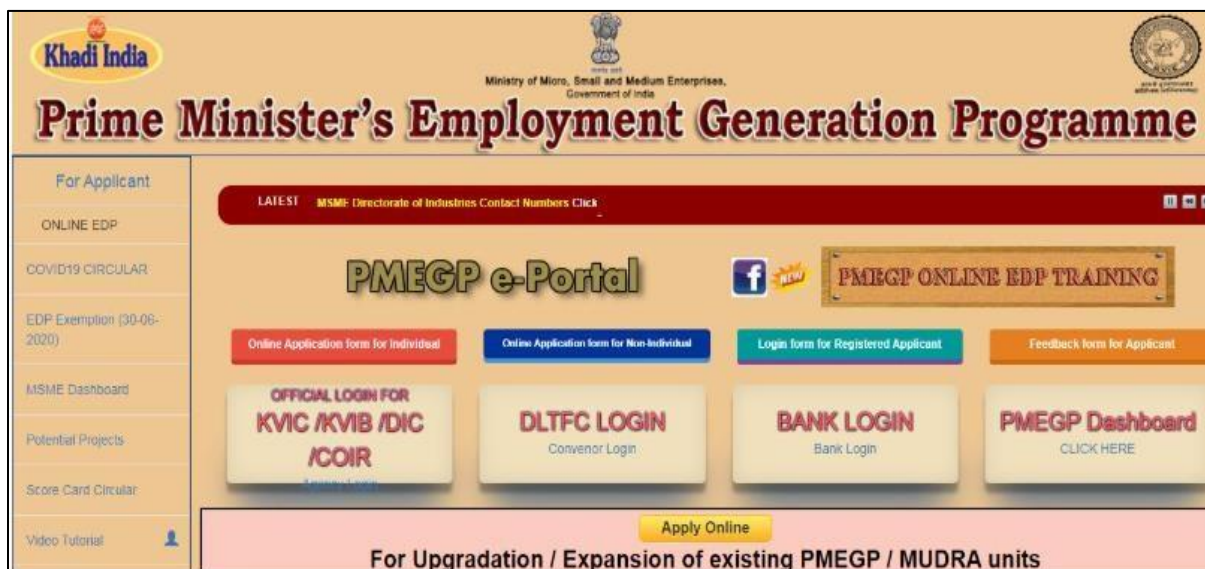 Khadi India
Ministry of Micro, Small and Medium Enterprises,
Government of India
Prime Minister's Employment Generation Programme
For Applicant
ONLINE EDP
COVID19 CIRCULAR
EDP Exemption (30-06-
2020)
MSME Dashboard
Potential Projects
Score Card Circular
Video Tutorial
LATEST MSME Directorate of Industries Contact Numbers Click
PMEGP e-Portal
f NEW
PMEGP ONLINE EDP TRAINING
Online Application form for Individual
Online Application form for Non-Individual
Login form for Registered Applicant
Feedback form for Applicant
OFFICIAL LOGIN FOR
KVIC /KVIB /DIC
/COIR
Agency Login
DLTFC LOGIN
Convenor Login
BANK LOGIN
Bank Login
PMEGP Dashboard
CLICK HERE
Apply Online
For Upgradation / Expansion of existing PMEGP / MUDRA units